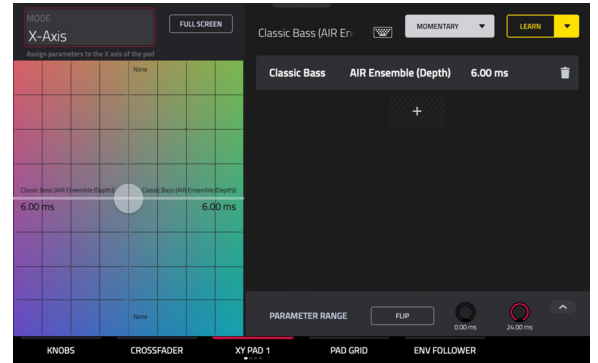 MODE
X-Axis
FULL SCREEN
Assign parameters to the X axis of the pad
None
Classic Bass (AIR Ensemble (Depth))
Classic Bass (AIR Ensemble (Depth))
6.00 ms
6.00 ms
None
Classic Bass (AIR En
MOMENTARY
LEARN
Classic Bass
AIR Ensemble (Depth)
6.00 ms
+
PARAMETER RANGE
FLIP
0.00 ms
24.00 ms
KNOBS
CROSSFADER
XY PAD 1
PAD GRID
ENV FOLLOWER